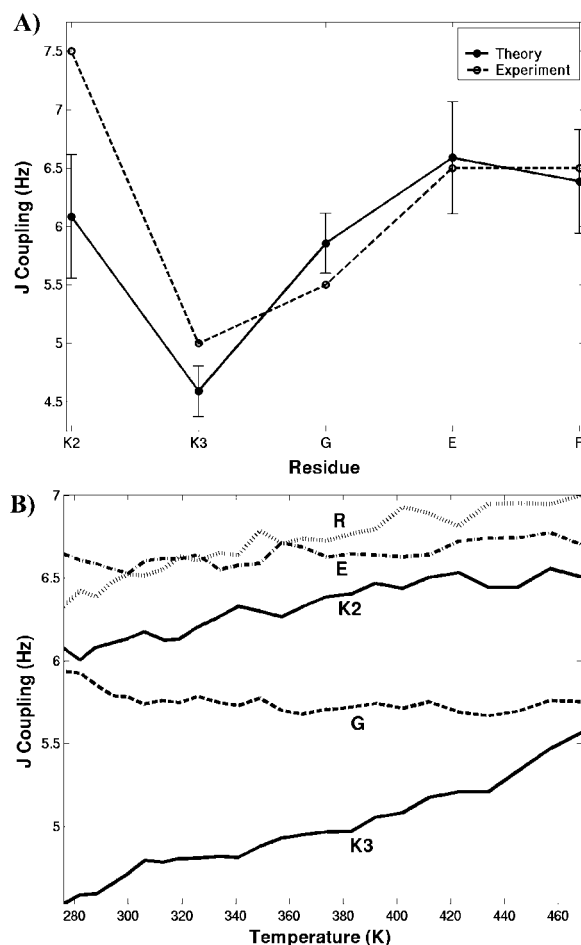 A)
7.5
7
6.5
6
5.5
5
4.5
J Coupling (Hz)
Theory
Experiment
K2 K3 G E
Residue
B)
7
6.5
6
5.5
5
J Coupling (Hz)
R
E
K2
G
K3
280 300 320 340 360 380 400 420 440 460
Temperature (K)